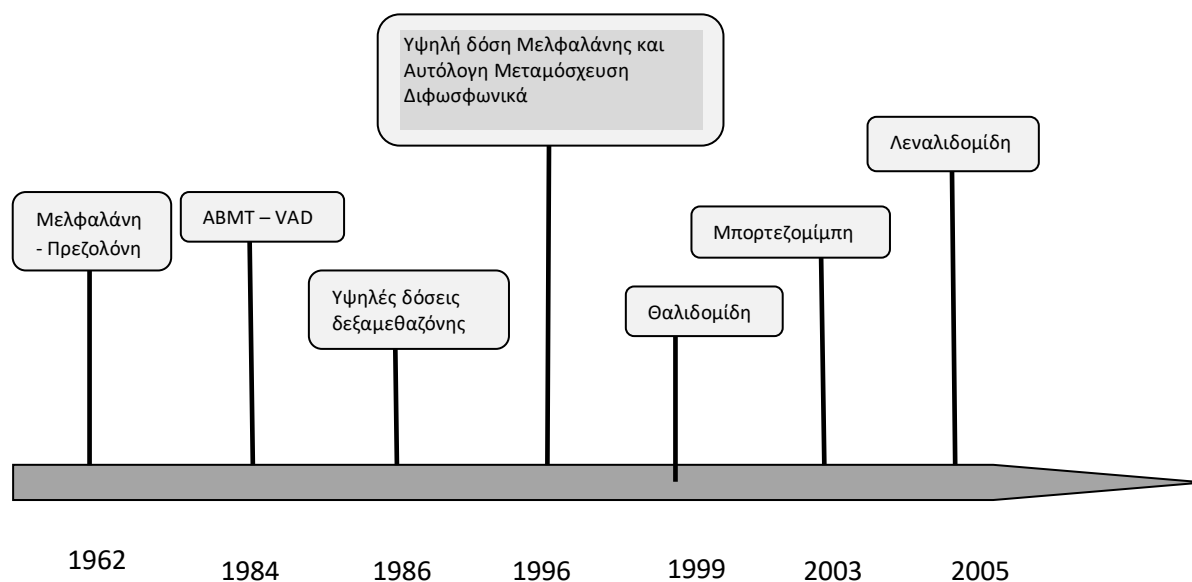 Υψηλή δόση Μελφαλάνης και
Αυτόλογη Μεταμόσχευση
Διφωσφωνικά
Λεναλιδομίδη
Μελφαλάνη
- Πρεζολόνη
ABMT – VAD
Μπορτεζομίμπη
Υψηλές δόσεις
δεξαμεθαζόνης
Θαλιδομίδη
1962
1984
1986
1996
1999
2003
2005